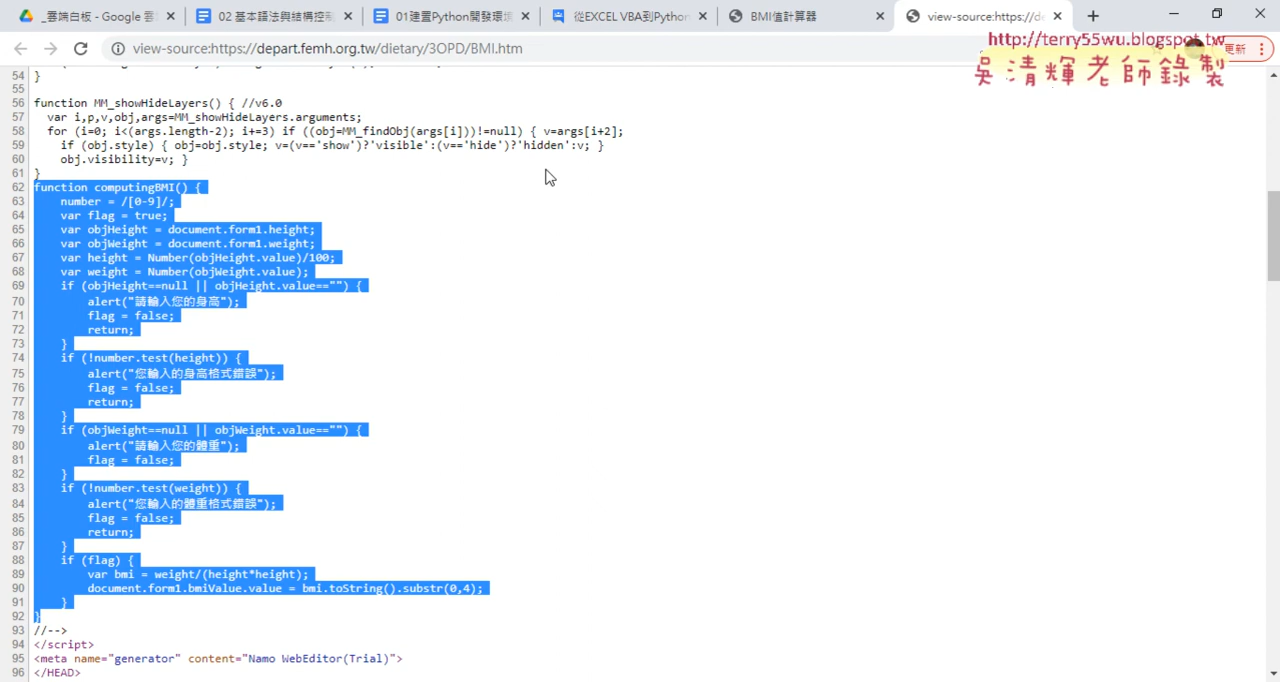 _雲端白板 - Google 雲
02 基本語法與結構控制
01建置Python開發環境
從EXCEL VBA到Python
BMI值計算器
view-source:https://d
view-source:https://depart.femh.org.tw/dietary/3OPD/BMI.htm
更新
http://terry55wu.blogspot.tw
吳清輝老師錄製
54 }
55
56 function MM_showHideLayers() { //v6.0
57 var i,p,v,obj,args=MM_showHideLayers.arguments;
58 for (i=0; i<(args.length-2); i+=3) if ((obj=MM_findObj(args[i]))!=null) { v=args[i+2];
59 if (obj.style) { obj=obj.style; v=(v=='show')?'visible':(v=='hide')?'hidden':v; }
60 obj.visibility=v; }
61 }
62 function computingBMI() {
63 number = /[0-9]/;
64 var flag = true;
65 var objHeight = document.form1.height;
66 var objWeight = document.form1.weight;
67 var height = Number(objHeight.value)/100;
68 var weight = Number(objWeight.value);
69 if (objHeight==null || objHeight.value=="") {
70 alert("請輸入您的身高");
71 flag = false;
72 return;
73 }
74 if (!number.test(height)) {
75 alert("您輸入的身高格式錯誤");
76 flag = false;
77 return;
78 }
79 if (objWeight==null || objWeight.value=="") {
80 alert("請輸入您的體重");
81 flag = false;
82 }
83 if (!number.test(weight)) {
84 alert("您輸入的體重格式錯誤");
85 flag = false;
86 return;
87 }
88 if (flag) {
89 var bmi = weight/(height*height);
90 document.form1.bmiValue.value = bmi.toString().substr(0,4);
91 }
92 }
93 //-->
94 </script>
95 <meta name="generator" content="Namo WebEditor(Trial)">
96 </HEAD>